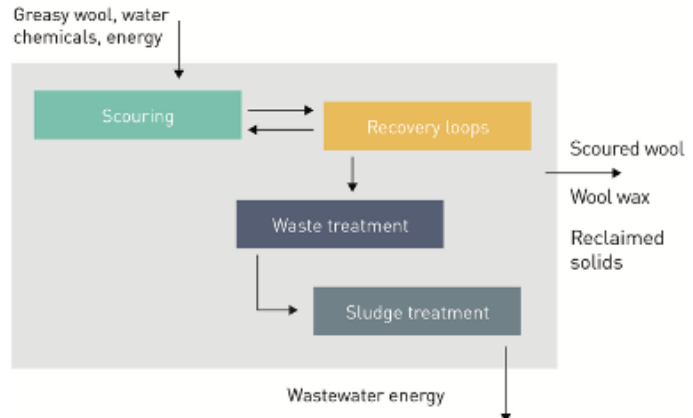 Greasy wool, water
chemicals, energy
Scouring
Recovery loops
Scoured wool
Wool wax
Waste treatment
Reclaimed
solids
Sludge treatment
Wastewater energy